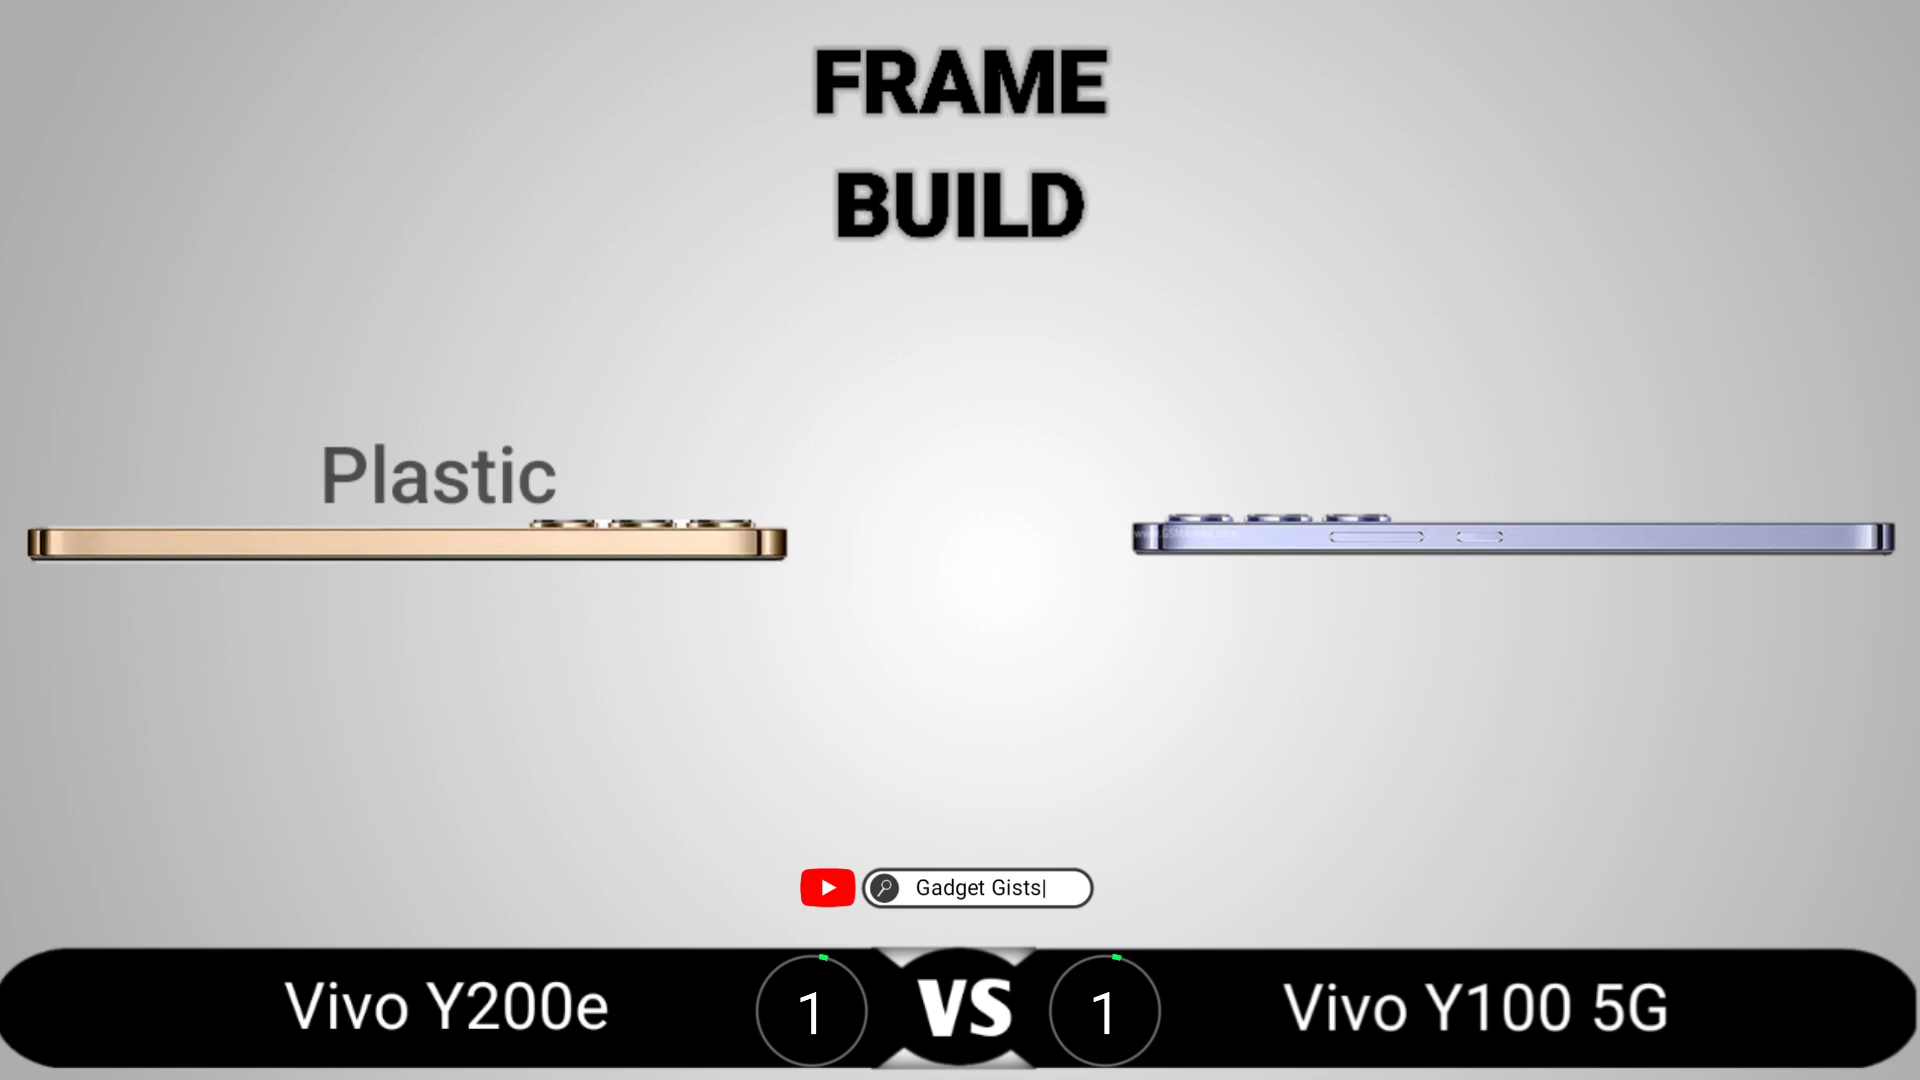 FRAME
BUILD
Plastic
Gadget Gists|
Vivo Y200e
1
VS
1
Vivo Y100 5G